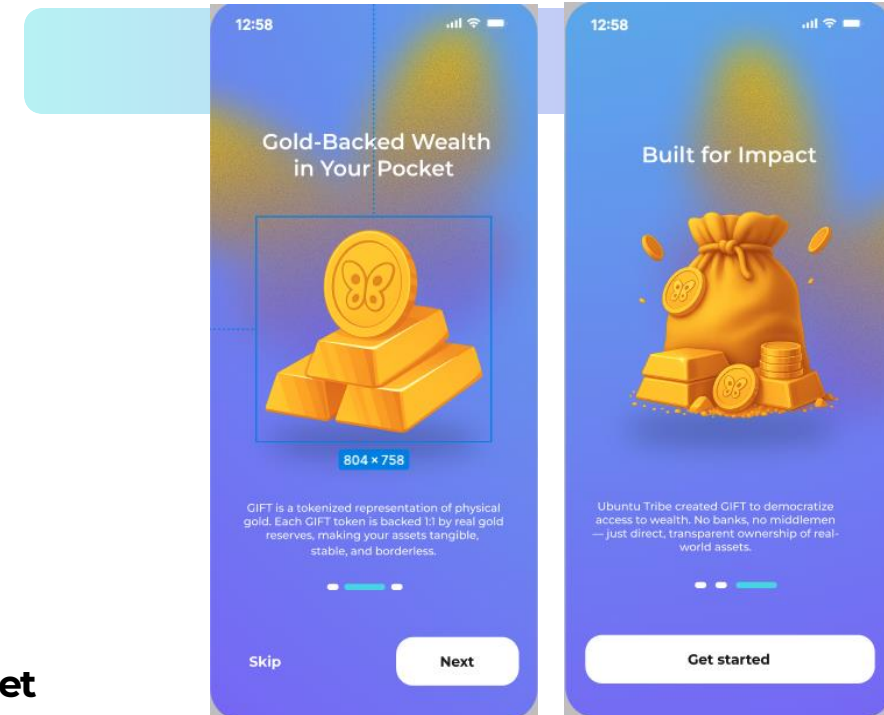 12:58
Gold-Backed Wealth
in Your Pocket
804 × 758
GIFT is a tokenized representation of physical
gold. Each GIFT token is backed 1:1 by real gold
reserves, making your assets tangible,
stable, and borderless.
Skip
Next
12:58
Built for Impact
Ubuntu Tribe created GIFT to democratize
access to wealth. No banks, no middlemen
— just direct, transparent ownership of real-
world assets.
Get started
et